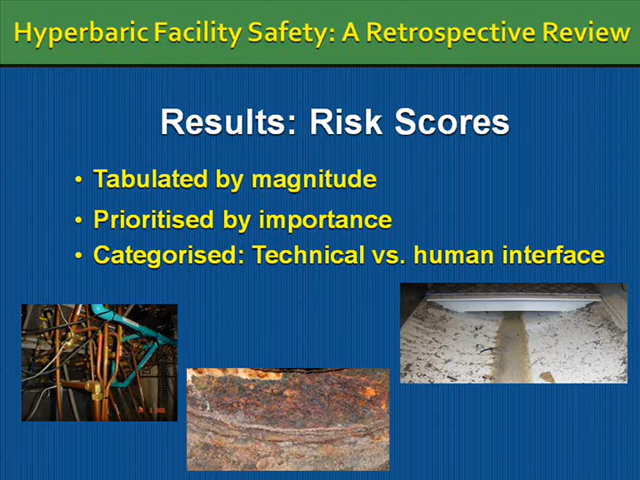 Hyperbaric Facility Safety: A Retrospective Review
Results: Risk Scores
• Tabulated by magnitude
• Prioritised by importance
• Categorised: Technical vs. human interface